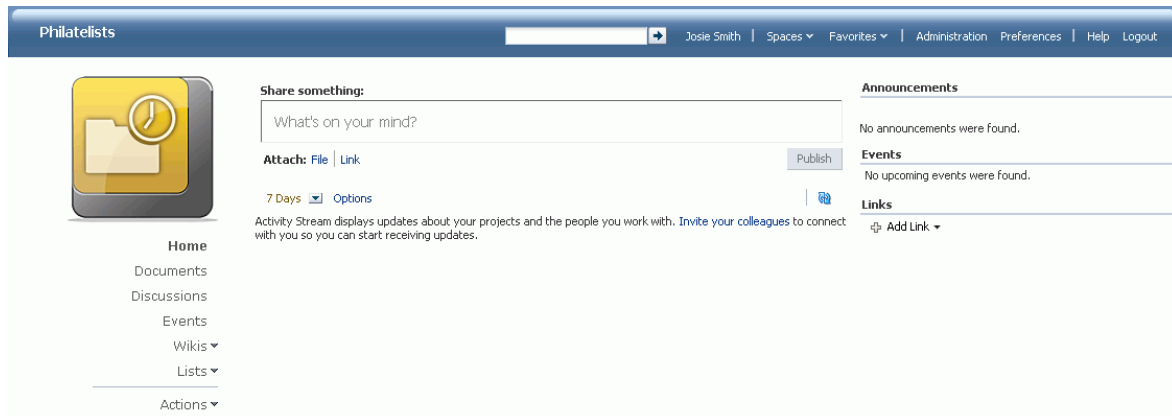 Philatelists
Josie Smith | Spaces Favorites | Administration Preferences | Help Logout
Home
Documents
Discussions
Events
Wikis
Lists
Actions
Share something:
What's on your mind?
Attach: File | Link
Publish
7 Days Options
Activity Stream displays updates about your projects and the people you work with. Invite your colleagues to connect
with you so you can start receiving updates.
Announcements
No announcements were found.
Events
No upcoming events were found.
Links
Add Link